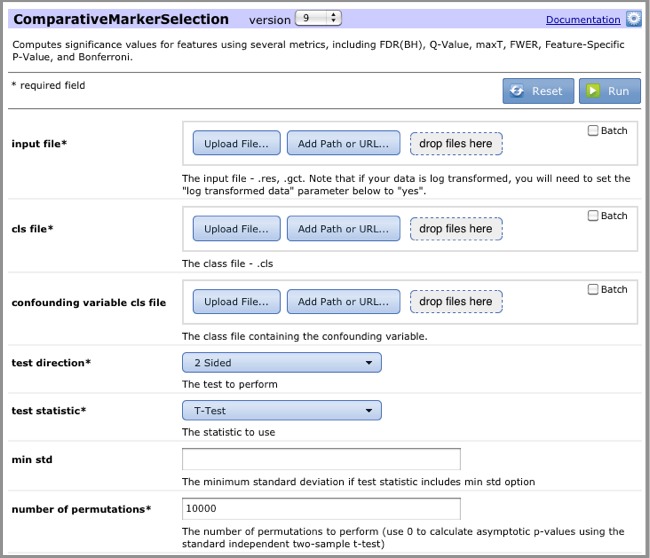 ComparativeMarkerSelection version 9 Documentation
Computes significance values for features using several metrics, including FDR(BH), Q-Value, maxT, FWER, Feature-Specific
P-Value, and Bonferroni.
* required field
Reset Run
Batch
input file* Upload File... Add Path or URL... drop files here
The input file - .res, .gct. Note that if your data is log transformed, you will need to set the
"log transformed data" parameter below to "yes".
Batch
cls file* Upload File... Add Path or URL... drop files here
The class file - .cls
Batch
confounding variable cls file Upload File... Add Path or URL... drop files here
The class file containing the confounding variable.
test direction* 2 Sided
The test to perform
test statistic* T-Test
The statistic to use
min std
The minimum standard deviation if test statistic includes min std option
number of permutations* 10000
The number of permutations to perform (use 0 to calculate asymptotic p-values using the
standard independent two-sample t-test)